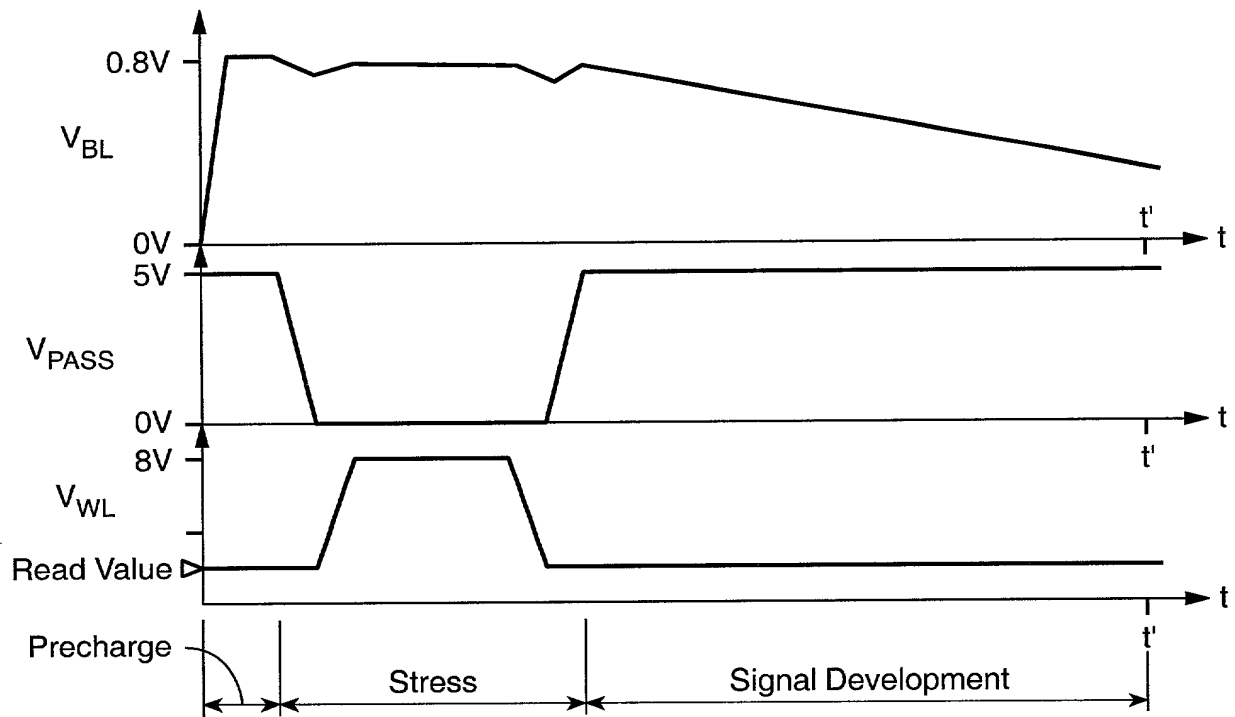 0.8V
V_BL
0V
t'
t
5V
V_PASS
0V
t
t'
8V
V_WL
Read Value
t
t'
Precharge
Stress
Signal Development